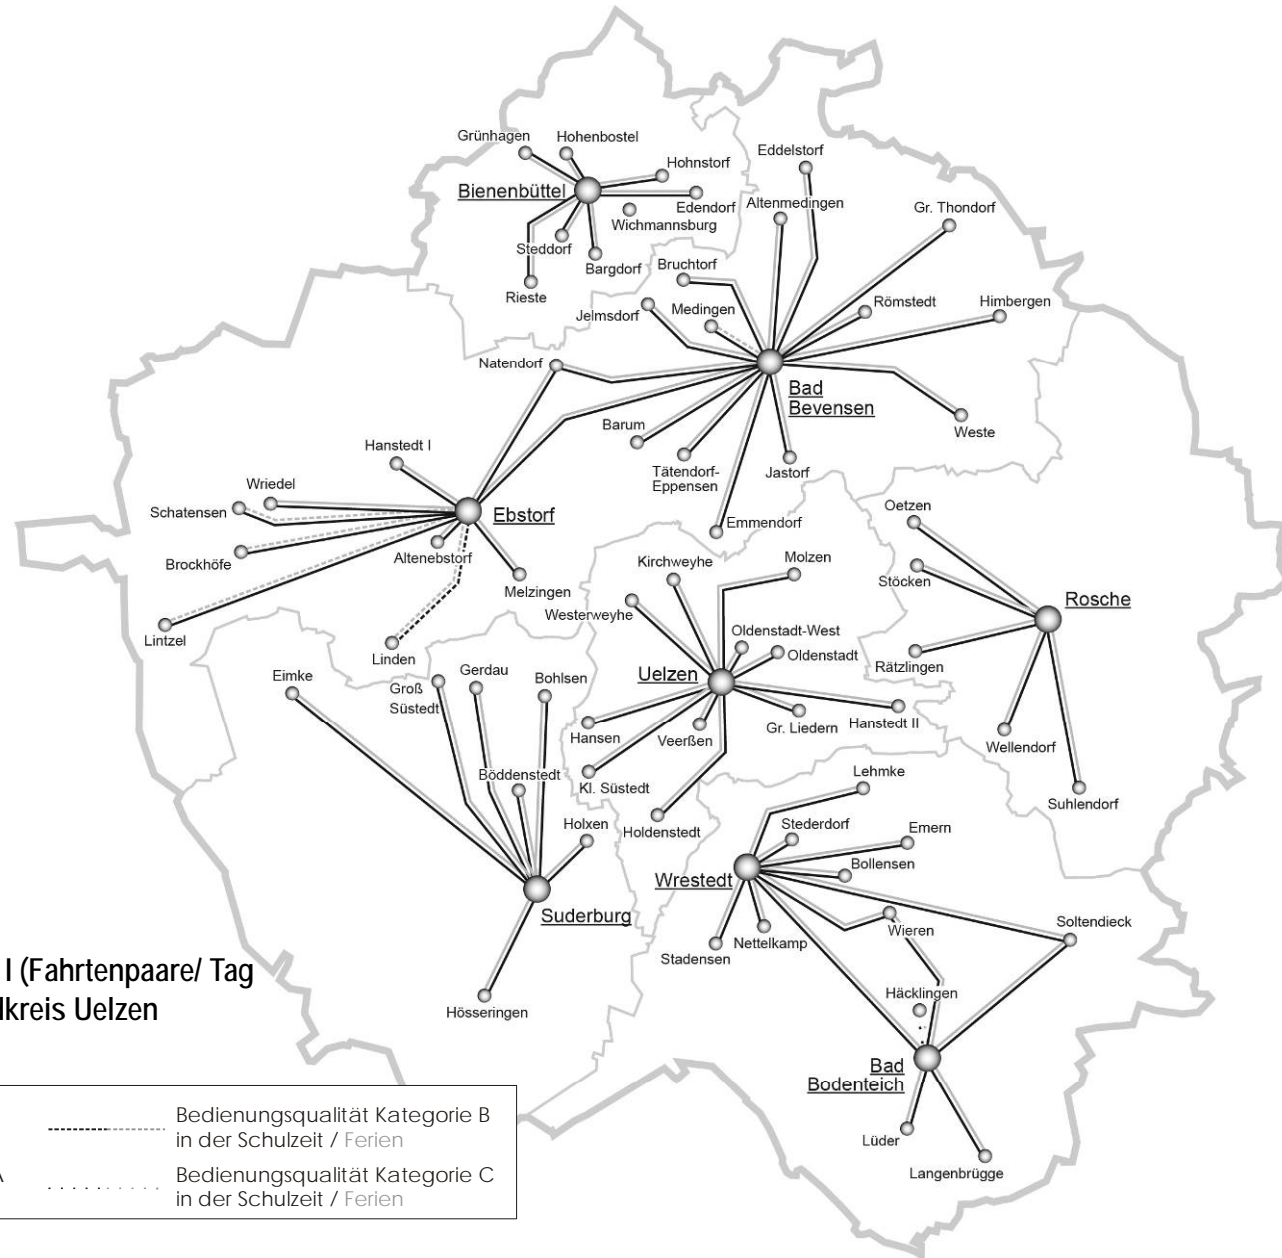 Grünhagen
Hohenbostel
Hohnstorf
Bienenbüttel
Edendorf
Wichmannsburg
Steddorf
Bargdorf
Rieste
Eddelstorf
Altenmedingen
Gr. Thondorf
Bruchtorf
Jelmsdorf
Medingen
Römstedt
Himbergen
Natendorf
Bad
Bevensen
Barum
Weste
Tätendorf-
Eppensen
Jastorf
Emmendorf
Hanstedt I
Wriedel
Schatensen
Ebstorf
Brockhöfe
Altenebstorf
Melzingen
Lintzel
Linden
Oetzen
Stöcken
Rosche
Rätzlingen
Wellendorf
Suhlendorf
Kirchweyhe
Molzen
Westerweyhe
Oldenstadt-West
Oldenstadt
Uelzen
Hansen
Veerßen
Gr. Liedern
Hanstedt II
Kl. Süstedt
Holdenstedt
Eimke
Groß
Süstedt
Gerdau
Bohlsen
Böddenstedt
Holxen
Suderburg
Hösseringen
Lehmke
Stederdorf
Emern
Bollensen
Wrestedt
Wieren
Soltendieck
Nettelkamp
Stadensen
Häcklingen
Bad
Bodenteich
Lüder
Langenbrügge
I (Fahrtenpaare/ Tag
dkreis Uelzen
Bedienungsqualität Kategorie B
in der Schulzeit / Ferien
A
Bedienungsqualität Kategorie C
in der Schulzeit / Ferien